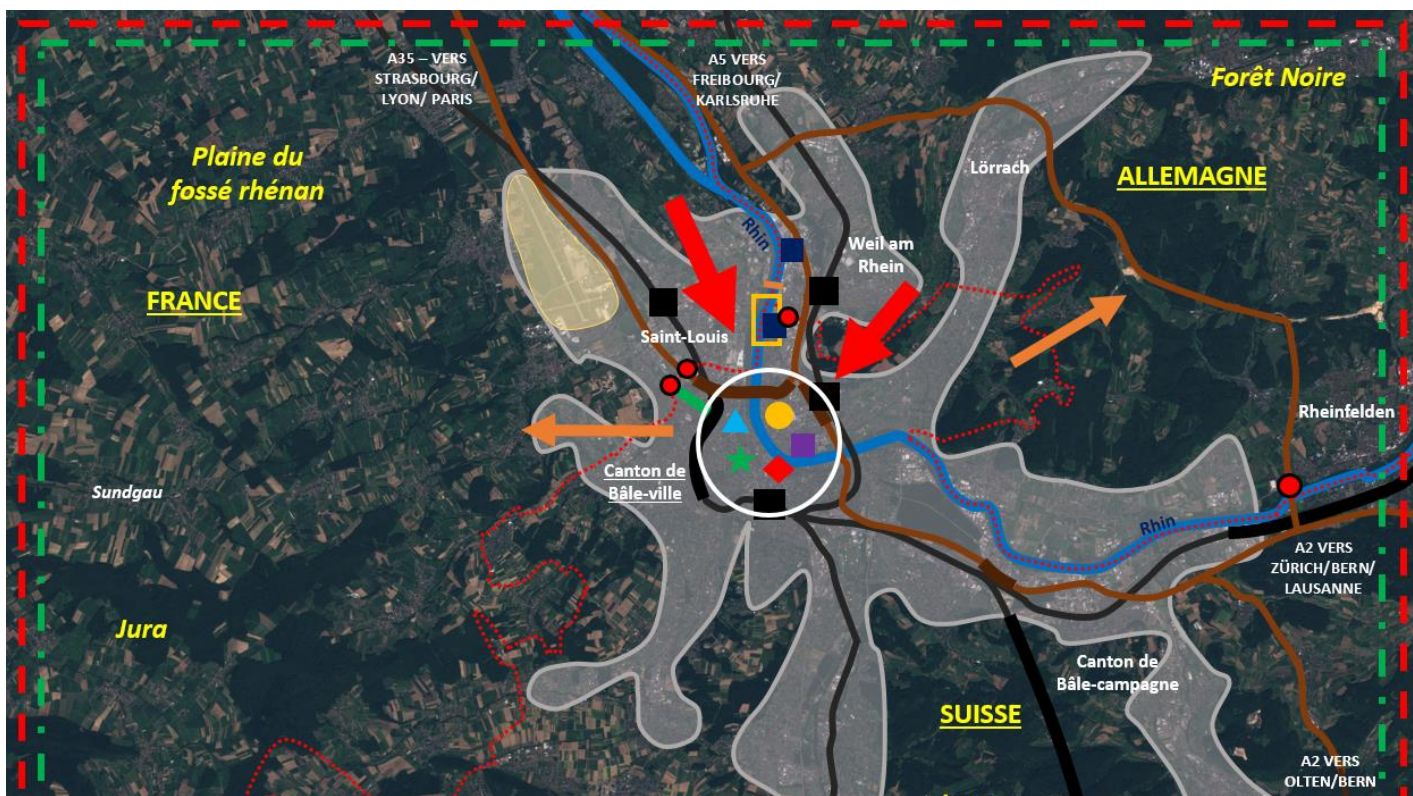 A35 – VERS
STRASBOURG/
LYON/ PARIS
A5 VERS
FREIBOURG/
KARLSRUHE
Forêt Noire
Plaine du
fossé rhénan
Lörrach
ALLEMAGNE
Rhin
Weil am
Rhein
FRANCE
Saint-Louis
Rheinfelden
Canton de
Bâle-ville
Sundgau
Rhin
A2 VERS
ZÜRICH/BERN/
LAUSANNE
Jura
Canton de
Bâle-campagne
SUISSE
A2 VERS
OLTEN/BERN